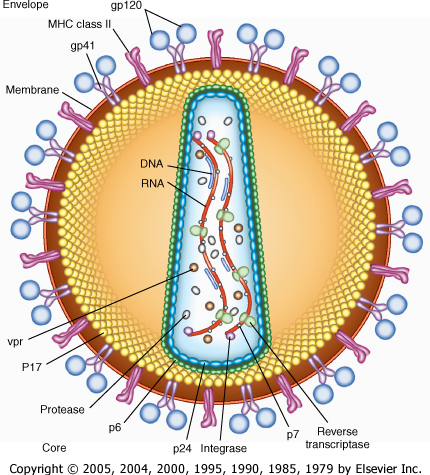 Envelope
gp120
MHC class II
gp41
Membrane
DNA
RNA
vpr
P17
Protease
p6
p24
Integrase
p7
Reverse
transcriptase
Core
Copyright © 2005, 2004, 2000, 1995, 1990, 1985, 1979 by Elsevier Inc.